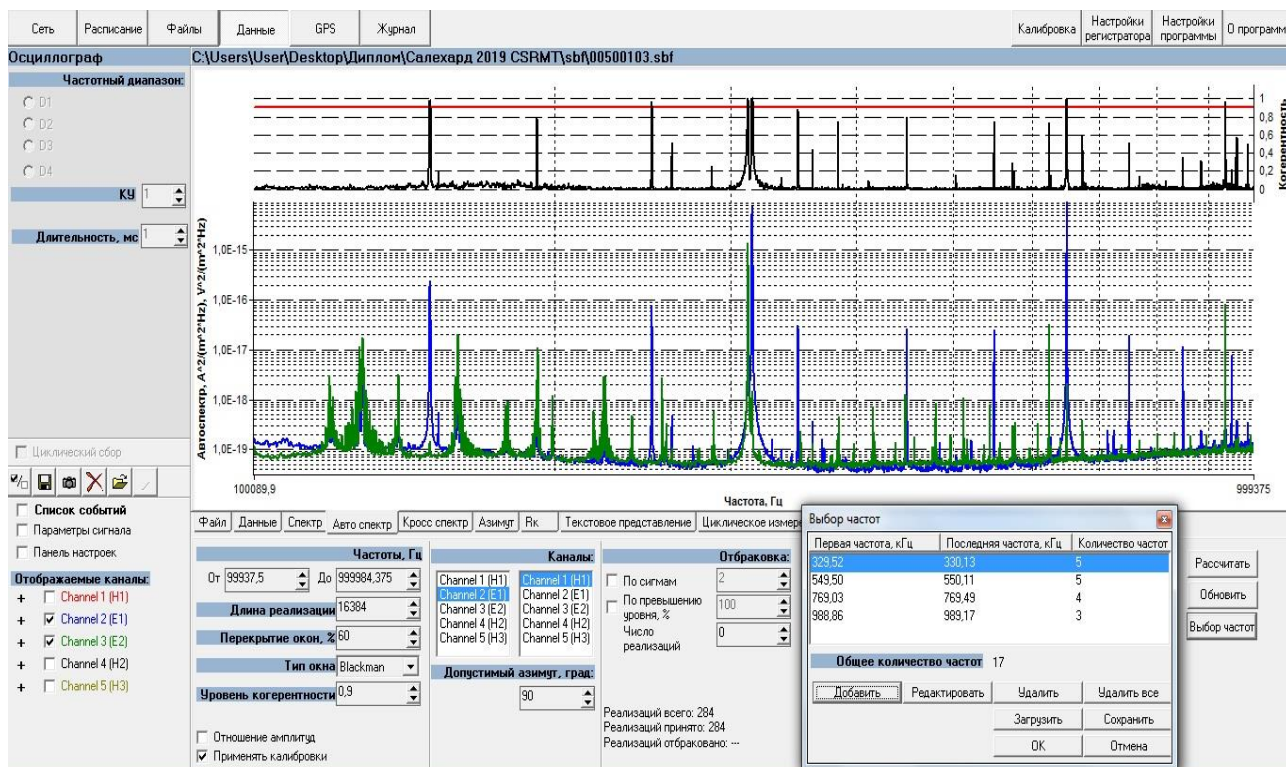 Сеть Расписание Файлы Данные GPS Журнал Калибровка Настройки регистратора Настройки программы О программ
Осциллограф C:\Users\User\Desktop\Диплом\Салехард 2019 CSRMT\sbf\00500103.sbf
Частотный диапазон:
D1
D2
D3
D4
КУ 1
Длительность, мс 1
Циклический сбор
Список событий
Параметры сигнала
Панель настроек
Отображаемые каналы:
+ Channel 1 (H1)
+ Channel 2 (E1)
+ Channel 3 (E2)
+ Channel 4 (H2)
+ Channel 5 (H3)
1
0,8
0,6
0,4
0,2
0
Когерентность
Автоспектр, A^2/(m^2*Hz), V^2/(m^2*Hz)
1,0E-15
1,0E-16
1,0E-17
1,0E-18
1,0E-19
100089,9 999375
Частота, Гц
Файл Данные Спектр Авто спектр Кросс спектр Азимут Rк Текстовое представление Циклическое измере
Частоты, Гц
От 99937,5 До 999984,375
Длина реализации 16384
Перекрытие окон, % 60
Тип окна Blackman
Уровень когерентности 0,9
Отношение амплитуд
Применять калибровки
Каналы:
Channel 1 (H1) Channel 1 (H1)
Channel 2 (E1) Channel 2 (E1)
Channel 3 (E2) Channel 3 (E2)
Channel 4 (H2) Channel 4 (H2)
Channel 5 (H3) Channel 5 (H3)
Допустимый азимут, град:
90
Отбраковка:
По сигмам 2
По превышению уровня, % 100
Число реализаций 0
Реализаций всего: 284
Реализаций принято: 284
Реализаций отбраковано: ---
Выбор частот
Первая частота, кГц Последняя частота, кГц Количество частот
329,52 330,13 5
549,50 550,11 5
769,03 769,49 4
988,86 989,17 3
Общее количество частот 17
Добавить Редактировать Удалить Удалить все
Загрузить Сохранить
OK Отмена
Рассчитать
Обновить
Выбор частот